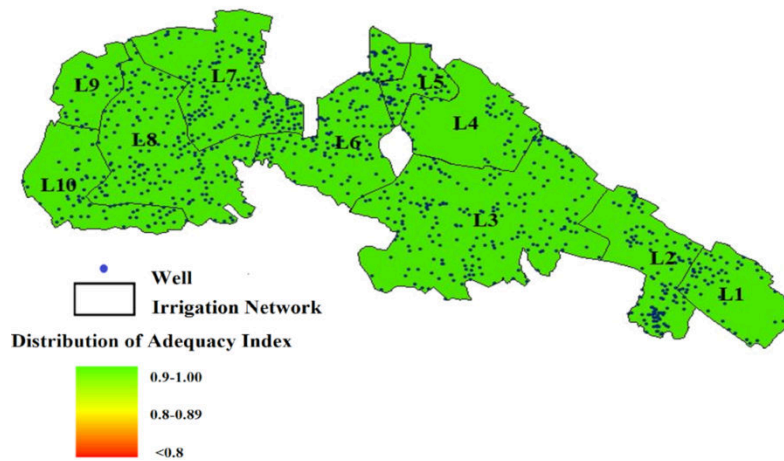 L7
L9
L5
L4
L8
L6
L10
L3
L2
L1
Well
Irrigation Network
Distribution of Adequacy Index
0.9-1.00
0.8-0.89
<0.8